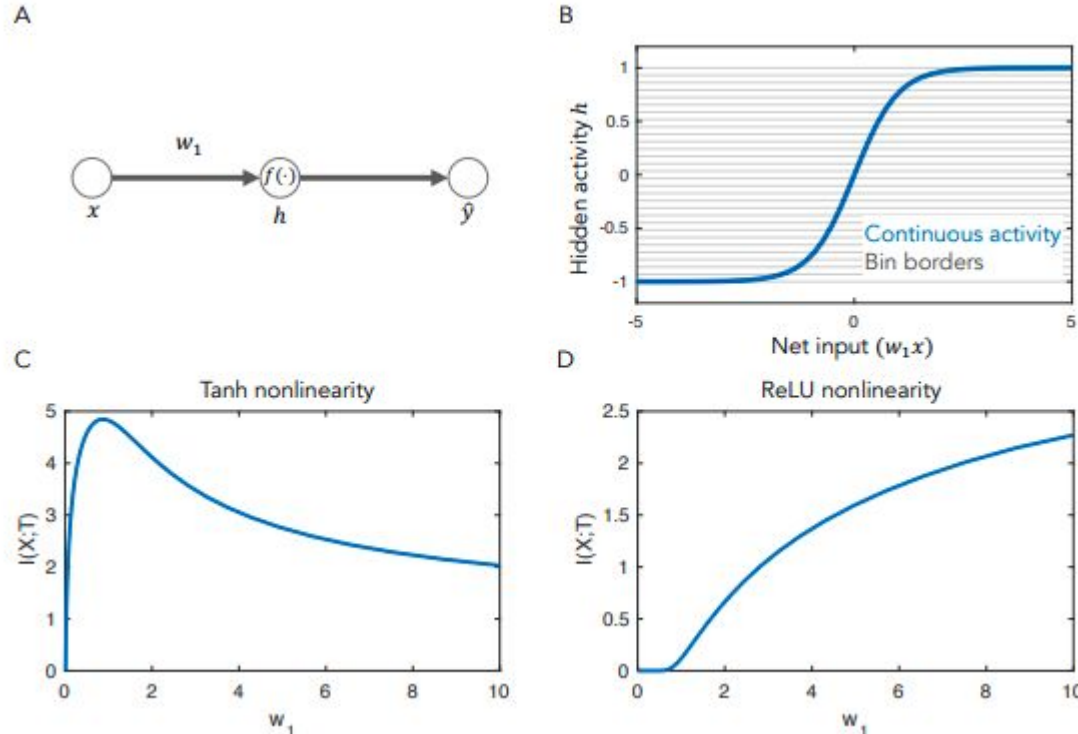 A
w₁
f(·)
x
h
ŷ
B
Hidden activity h
1
0.5
0
-0.5
-1
Continuous activity
Bin borders
-5
0
5
Net input (w₁x)
C
Tanh nonlinearity
I(X;T)
5
4
3
2
1
0
0
2
4
6
8
10
w₁
D
ReLU nonlinearity
I(X;T)
2.5
2
1.5
1
0.5
0
0
2
4
6
8
10
w₁